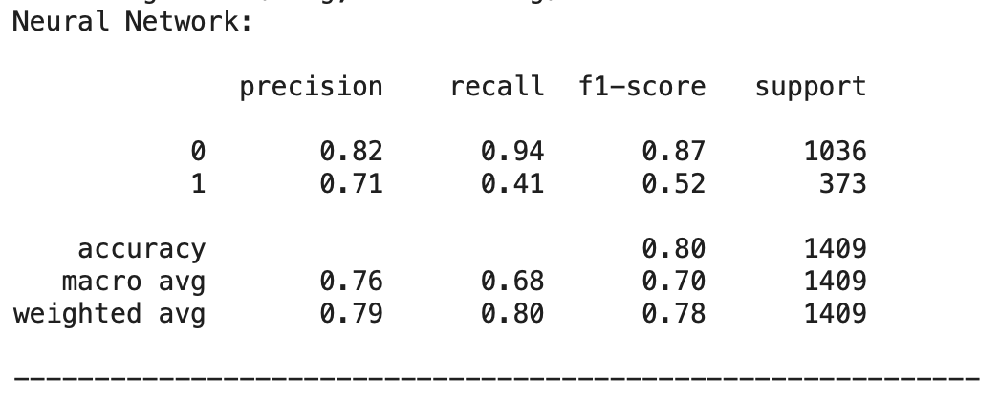 Neural Network:
precision recall f1-score support
0 0.82 0.94 0.87 1036
1 0.71 0.41 0.52 373
accuracy 0.80 1409
macro avg 0.76 0.68 0.70 1409
weighted avg 0.79 0.80 0.78 1409
------------------------------------------------------------